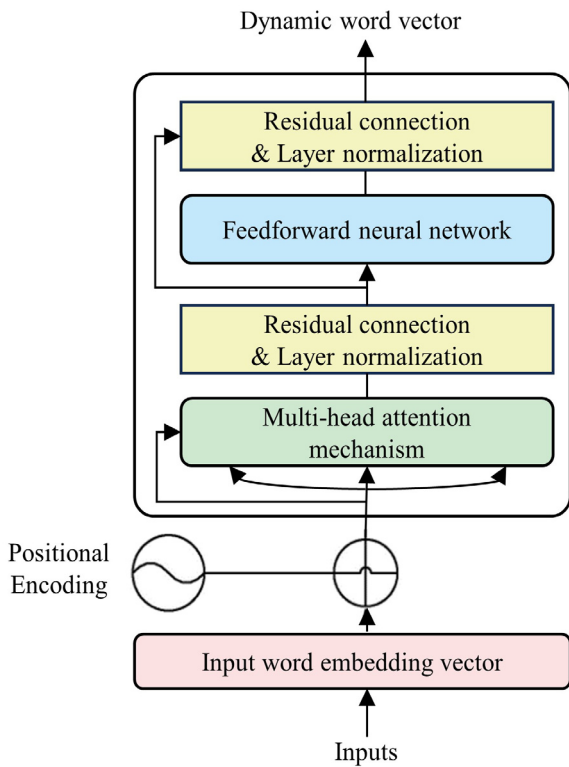 Dynamic word vector
Residual connection
& Layer normalization
Feedforward neural network
Residual connection
& Layer normalization
Multi-head attention
mechanism
Positional
Encoding
Input word embedding vector
Inputs